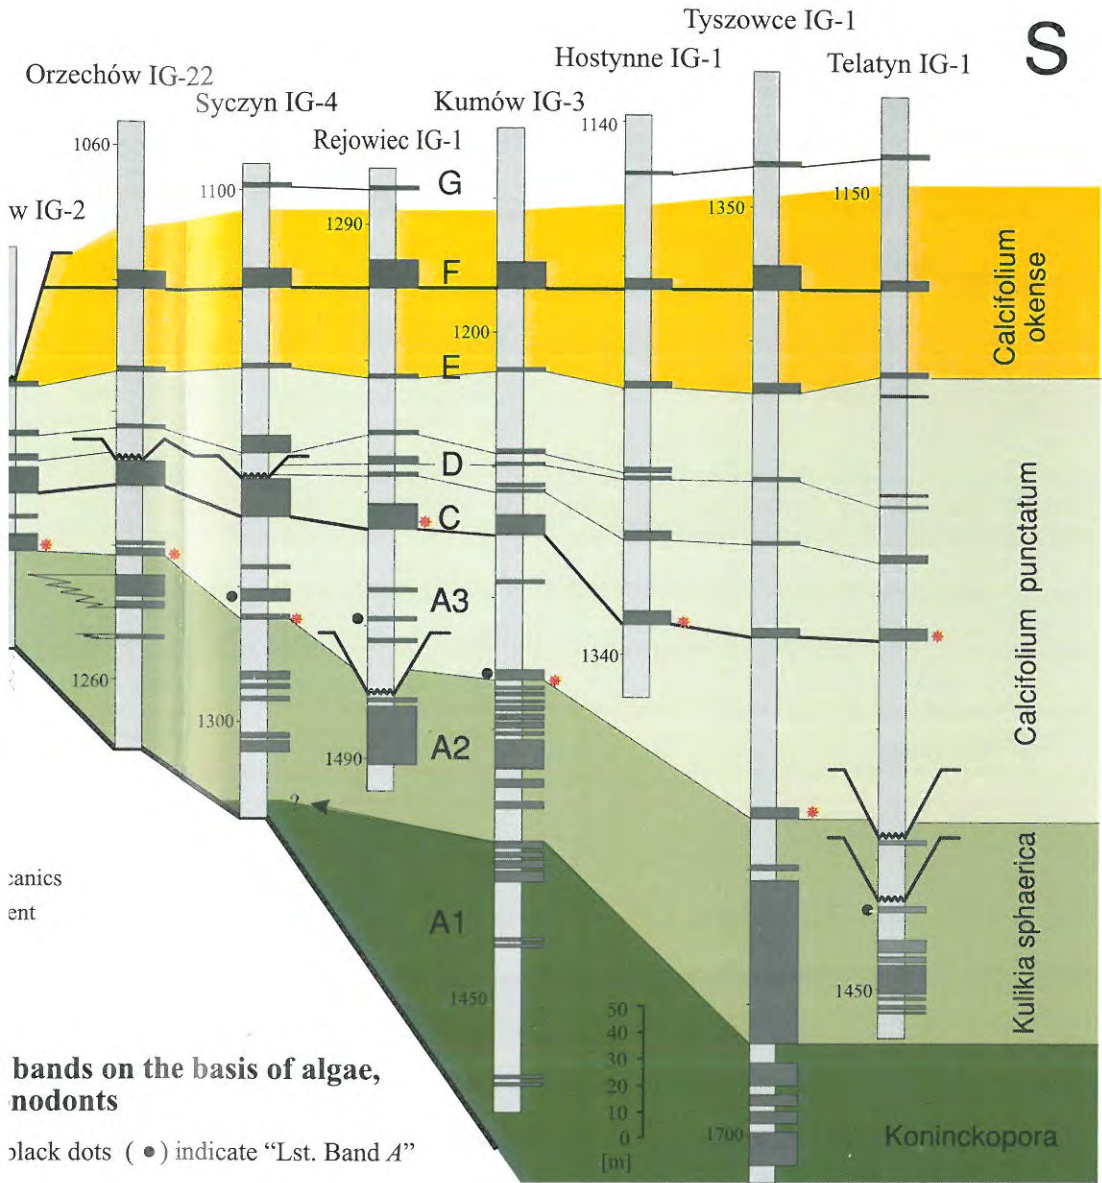 Tyszowce IG-1
S
Hostynne IG-1
Telatyn IG-1
Orzechów IG-22
Syczyn IG-4
Kumów IG-3
Rejowiec IG-1
w IG-2
1060
1100
1290
1140
1350
1150
G
F
1200
E
D
C
A3
1340
1260
1300
1490
A2
?
A1
1450
1450
1700
50
40
30
20
10
0
[m]
Calcifolium
okense
Calcifolium punctatum
Kulikia sphaerica
Koninckopora
canics
ent
bands on the basis of algae,
nodonts
black dots ( ● ) indicate “Lst. Band A”